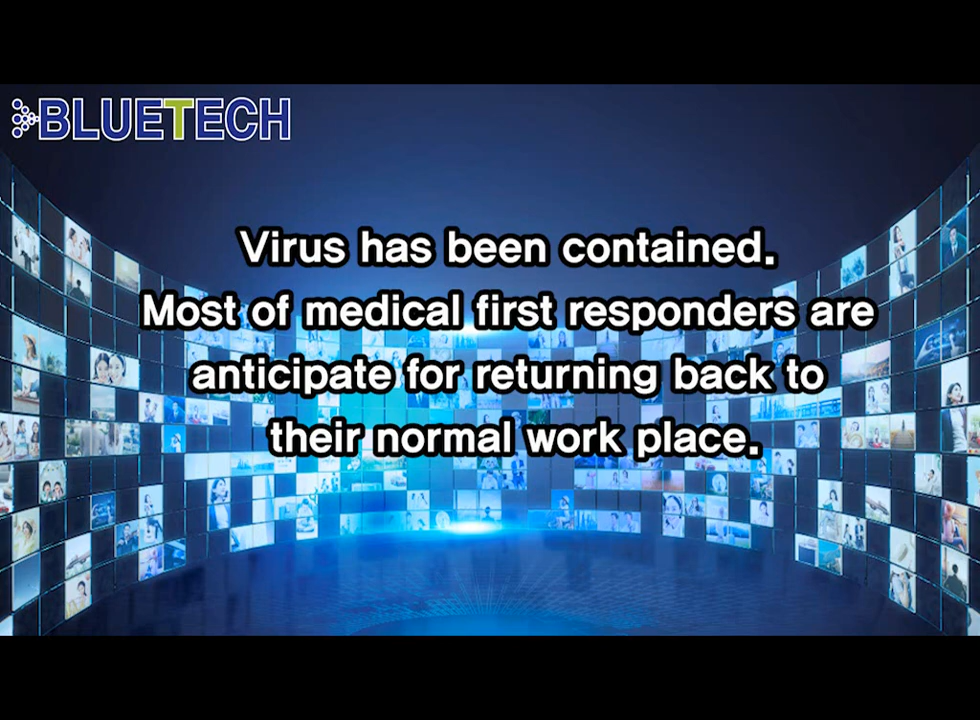 BLUETECH
Virus has been contained.
Most of medical first responders are
anticipate for returning back to
their normal work place.